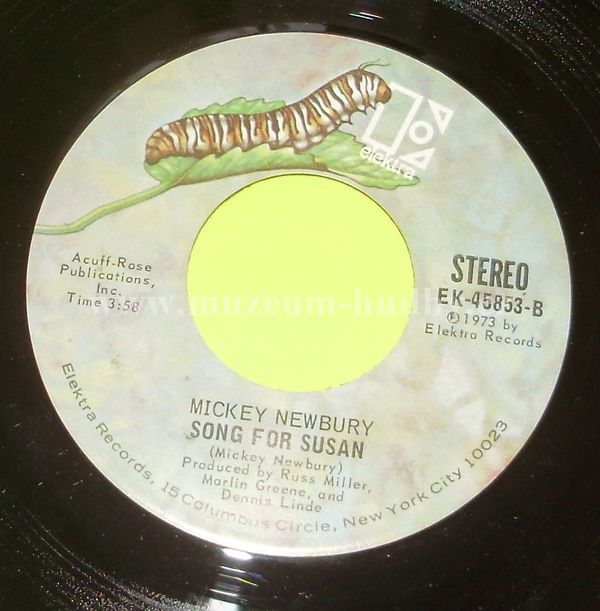 elektra
Acuff-Rose
Publications,
Inc.
Time 3:58
STEREO
EK-45853-B
Ⓟ1973 by
Elektra Records
www.muzeum-hudb
MICKEY NEWBURY
SONG FOR SUSAN
(Mickey Newbury)
Produced by Russ Miller,
Marlin Greene, and
Dennis Linde
Elektra Records, 15 Columbus Circle, New York City 10023